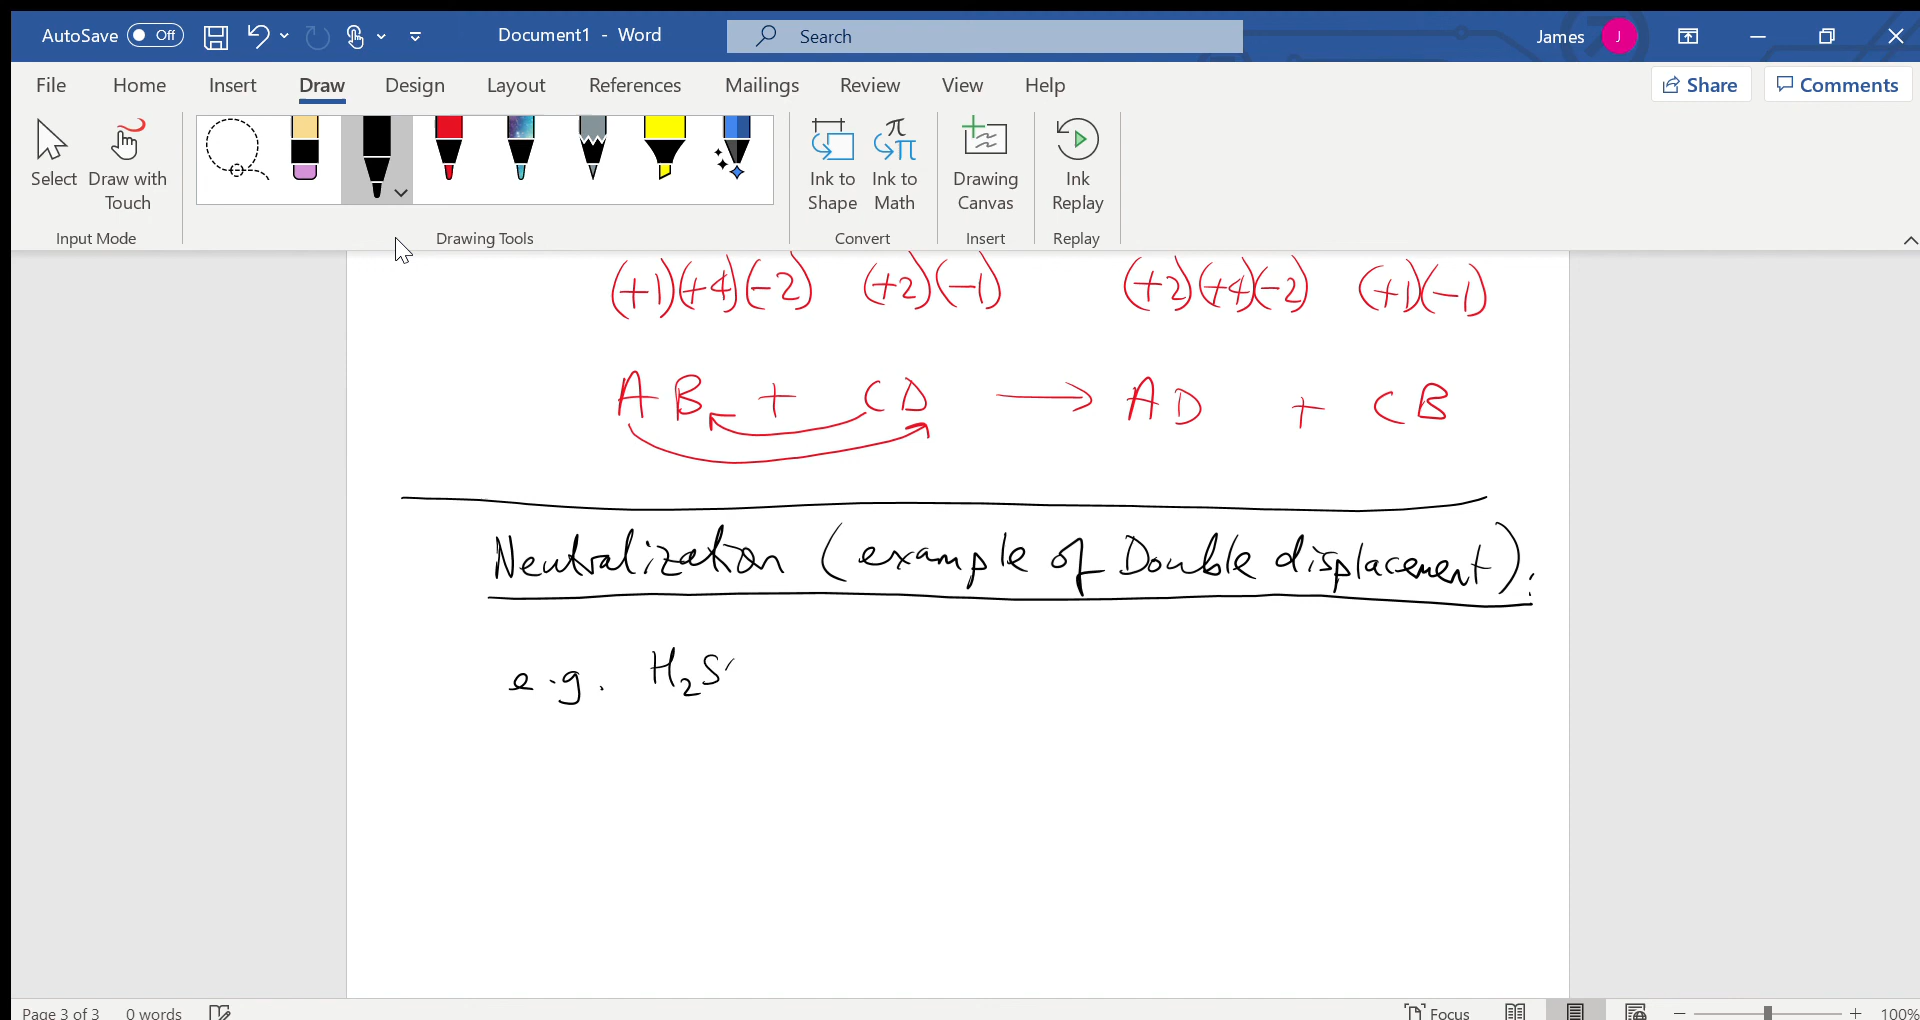 AutoSave Off Document1 - Word Search James J
File Home Insert Draw Design Layout References Mailings Review View Help Share Comments
Select Draw with Touch Ink to Shape Ink to Math Drawing Canvas Ink Replay
Input Mode Drawing Tools Convert Insert Replay
(+1)(+4)(-2) (+2)(-1) (+2)(+4)(-2) (+1)(-1)
AB + CD → AD + CB
Neutralization (example of Double displacement):
e.g. H₂S
Page 3 of 3 0 words Focus 100%